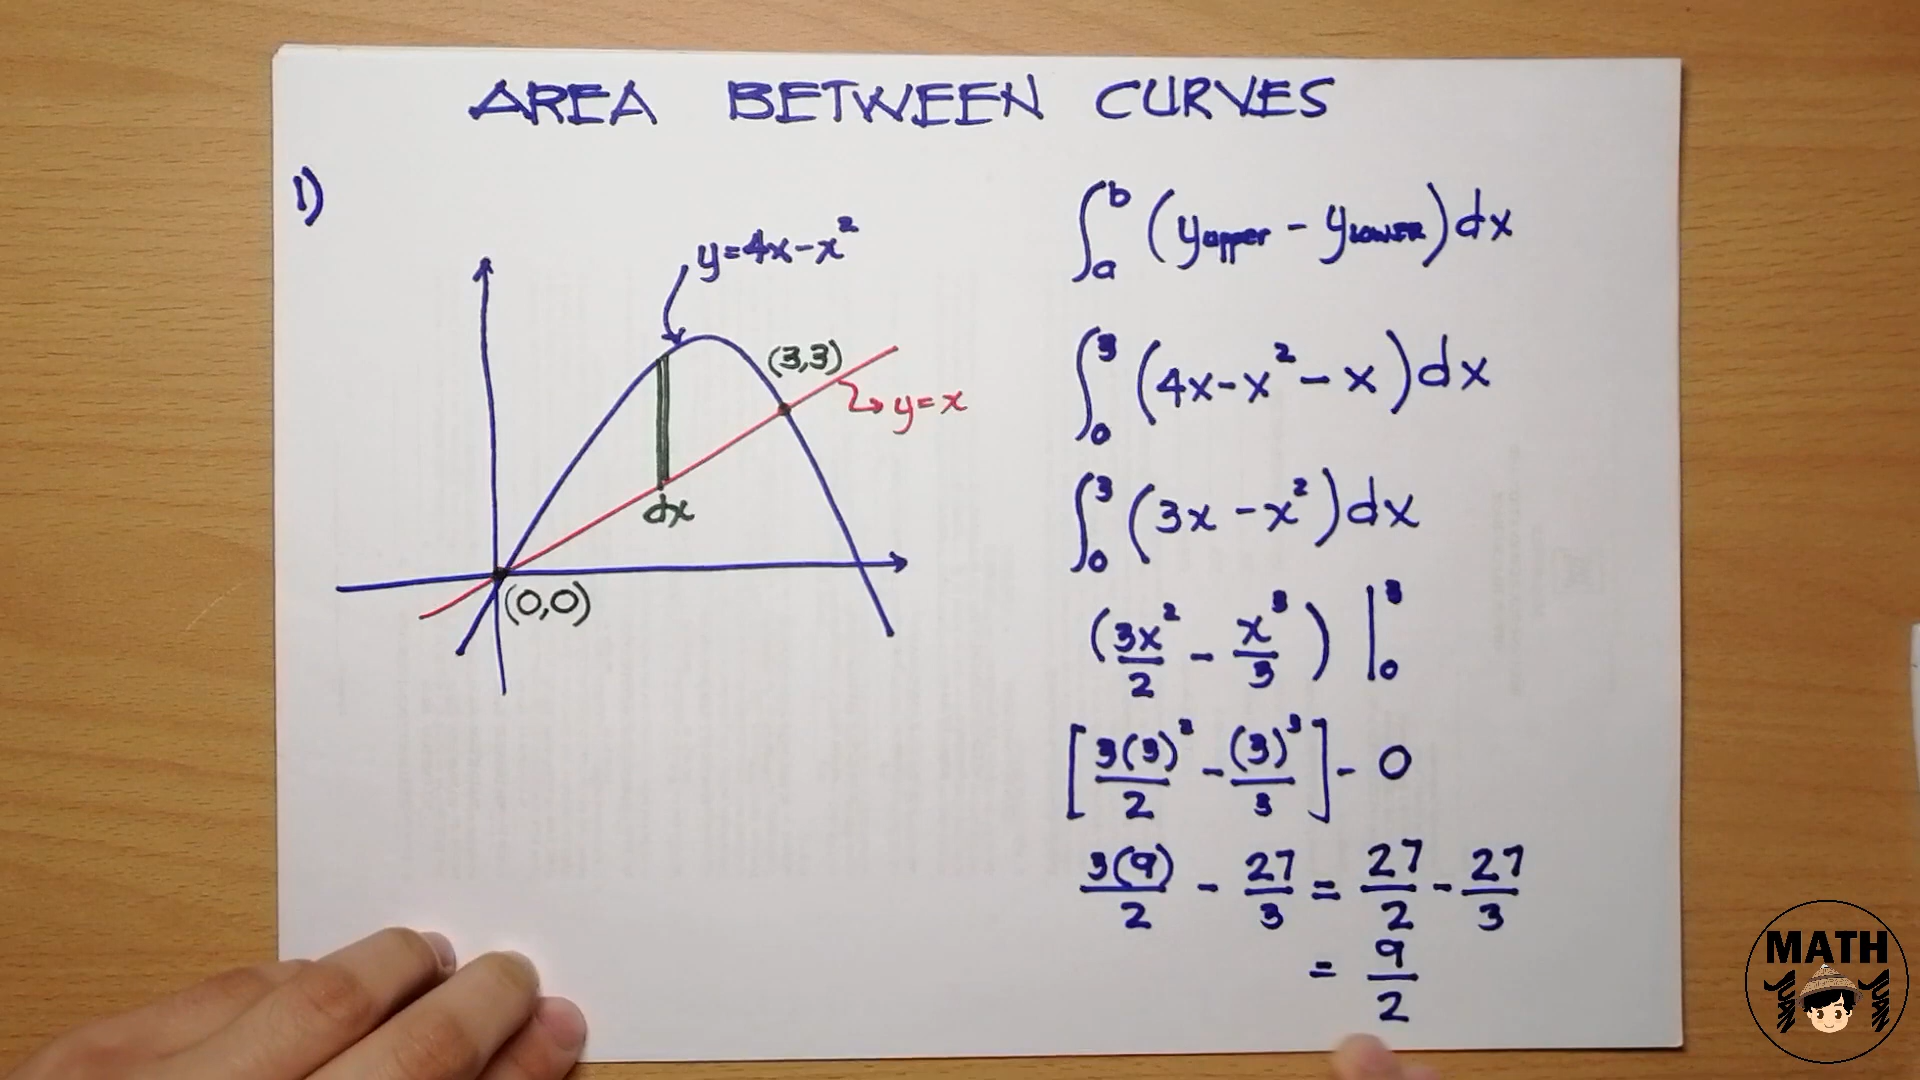 AREA BETWEEN CURVES
1)
y=4x-x²
(3,3)
y=x
dx
(0,0)
∫ₐᵇ (yupper - yLOWER)dx
∫₀³ (4x-x²-x)dx
∫₀³ (3x-x²)dx
(3x²/2 - x³/3) |₀³
[3(3)²/2 - (3)³/3] - 0
3(9)/2 - 27/3 = 27/2 - 27/3
= 9/2
MATH
YUAN YUAN